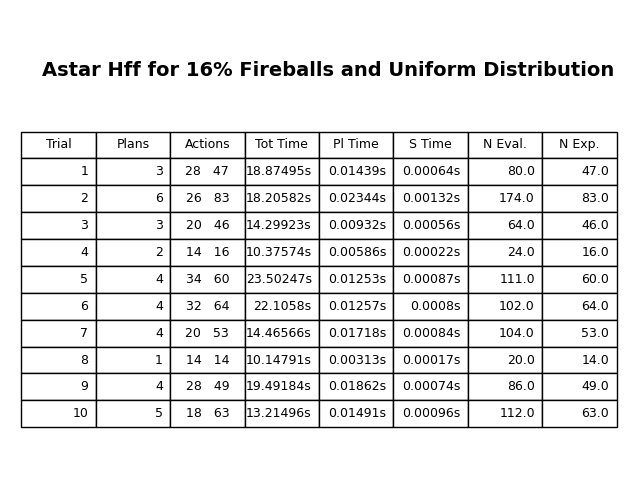 Astar Hff for 16% Fireballs and Uniform Distribution
Trial Plans Actions Tot Time Pl Time S Time N Eval. N Exp.
1 3 28 47 18.87495s 0.01439s 0.00064s 80.0 47.0
2 6 26 83 18.20582s 0.02344s 0.00132s 174.0 83.0
3 3 20 46 14.29923s 0.00932s 0.00056s 64.0 46.0
4 2 14 16 10.37574s 0.00586s 0.00022s 24.0 16.0
5 4 34 60 23.50247s 0.01253s 0.00087s 111.0 60.0
6 4 32 64 22.1058s 0.01257s 0.0008s 102.0 64.0
7 4 20 53 14.46566s 0.01718s 0.00084s 104.0 53.0
8 1 14 14 10.14791s 0.00313s 0.00017s 20.0 14.0
9 4 28 49 19.49184s 0.01862s 0.00074s 86.0 49.0
10 5 18 63 13.21496s 0.01491s 0.00096s 112.0 63.0